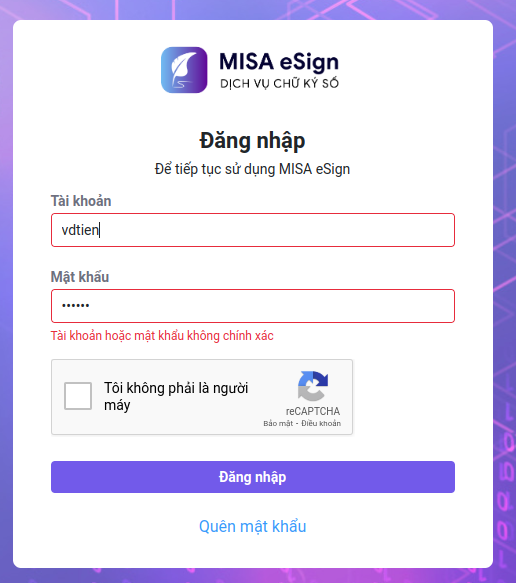 MISA eSign
DỊCH VỤ CHỮ KÝ SỐ
Đăng nhập
Để tiếp tục sử dụng MISA eSign
Tài khoản
vdtien
Mật khẩu
••••••
Tài khoản hoặc mật khẩu không chính xác
Tôi không phải là người
máy
reCAPTCHA
Bảo mật - Điều khoản
Đăng nhập
Quên mật khẩu